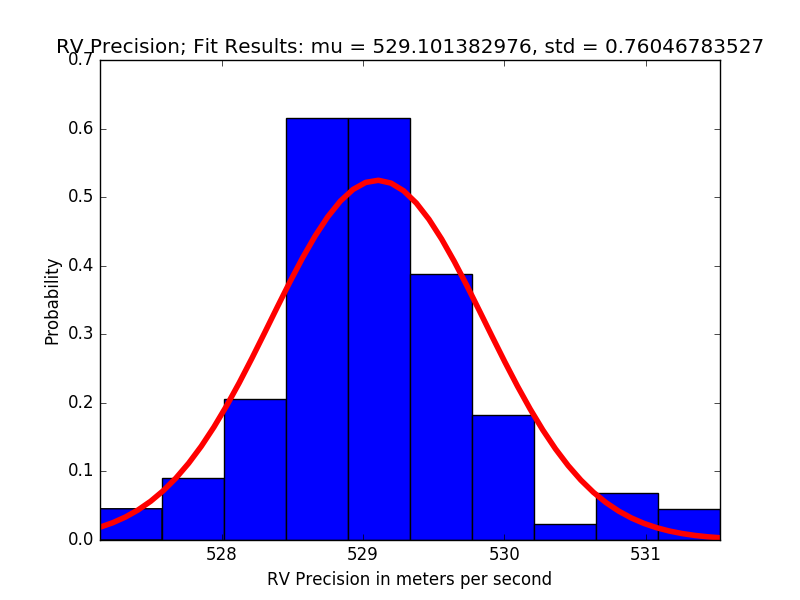 RV Precision; Fit Results: mu = 529.101382976, std = 0.76046783527
0.7
0.6
0.5
0.4
0.3
0.2
0.1
0.0
Probability
528 529 530 531
RV Precision in meters per second